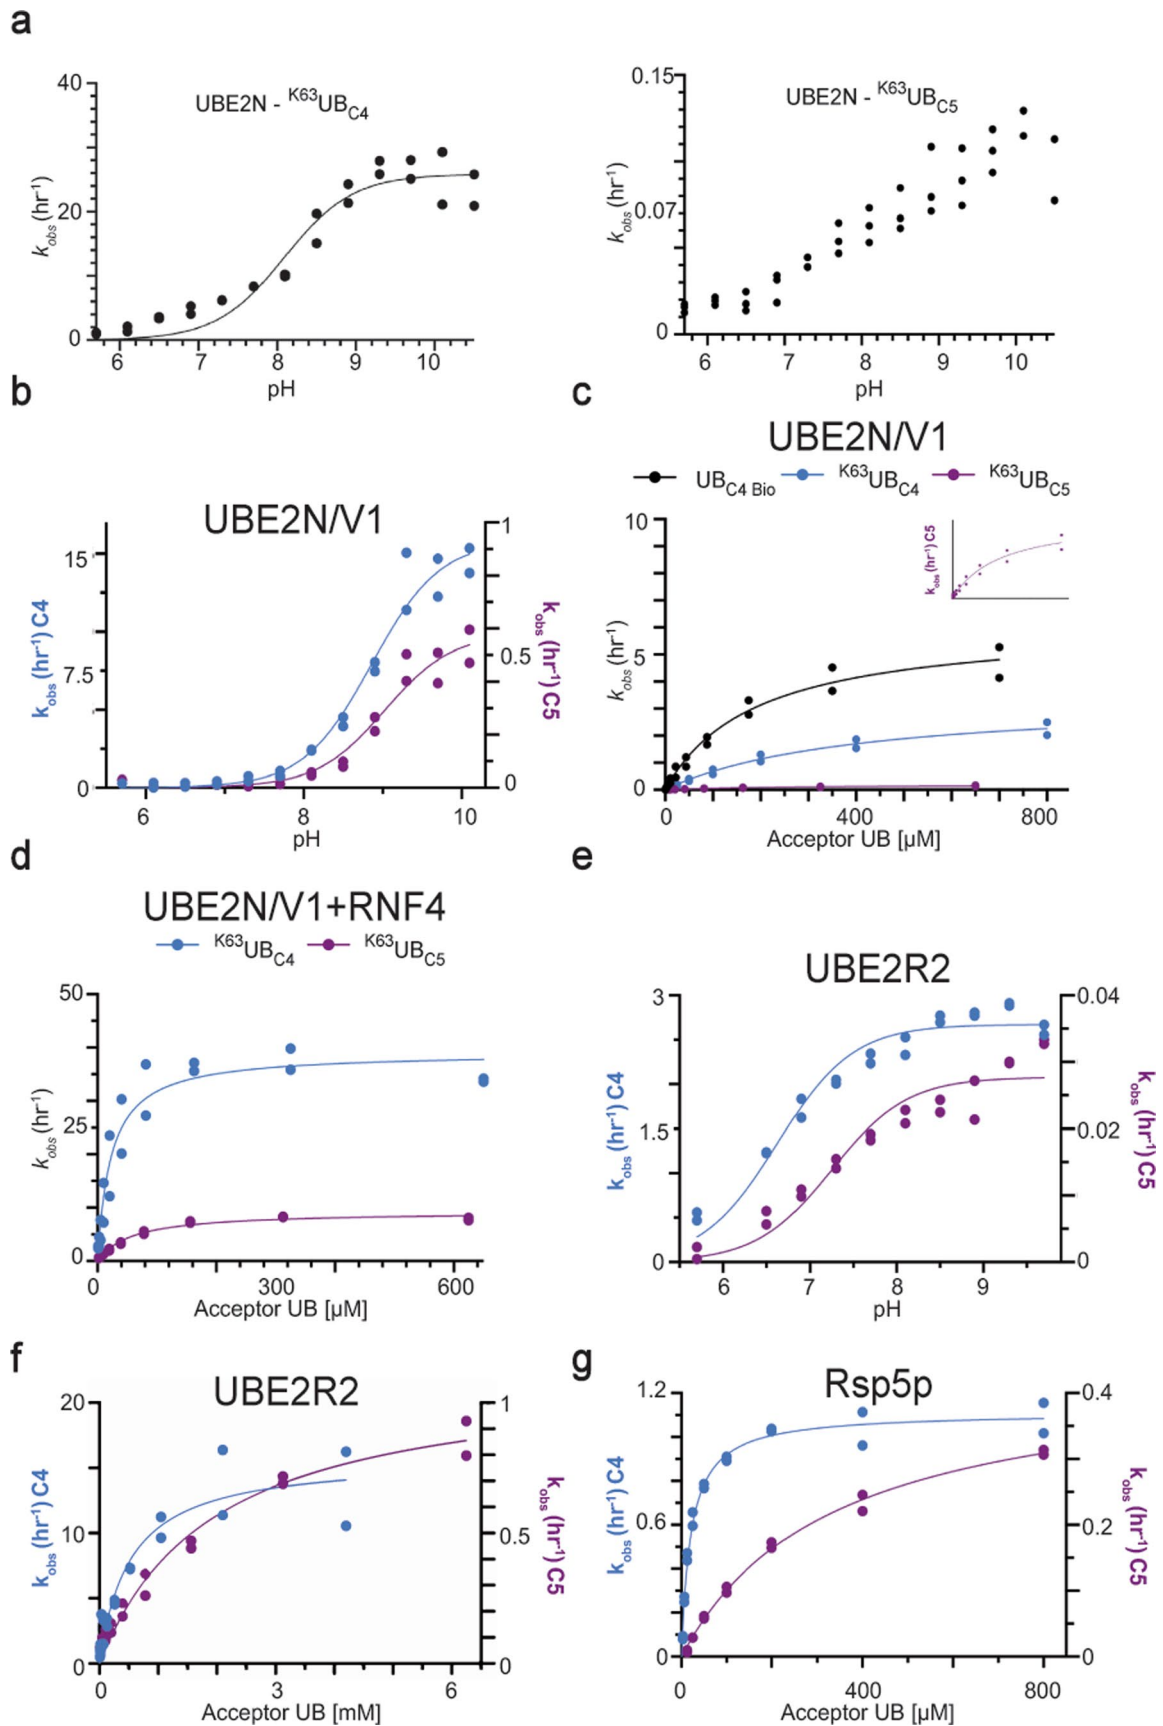 a
UBE2N - K63UBC4
40
20
0
kobs (hr-1)
6 7 8 9 10
pH
UBE2N - K63UBC5
0.15
0.07
0
kobs (hr-1)
6 7 8 9 10
pH
b
UBE2N/V1
15
7.5
0
kobs (hr-1) C4
1
0.5
0
kobs (hr-1) C5
6 8 10
pH
c
UBE2N/V1
UBC4 Bio K63UBC4 K63UBC5
10
5
0
kobs (hr-1)
kobs (hr-1) C5
0 400 800
Acceptor UB [µM]
d
UBE2N/V1+RNF4
K63UBC4 K63UBC5
50
25
0
kobs (hr-1)
0 300 600
Acceptor UB [µM]
e
UBE2R2
3
1.5
0
kobs (hr-1) C4
0.04
0.02
0
kobs (hr-1) C5
6 7 8 9
pH
f
UBE2R2
20
10
0
kobs (hr-1) C4
1
0.5
0
kobs (hr-1) C5
0 3 6
Acceptor UB [mM]
g
Rsp5p
1.2
0.6
0
kobs (hr-1) C4
0.4
0.2
0
kobs (hr-1) C5
0 400 800
Acceptor UB [µM]